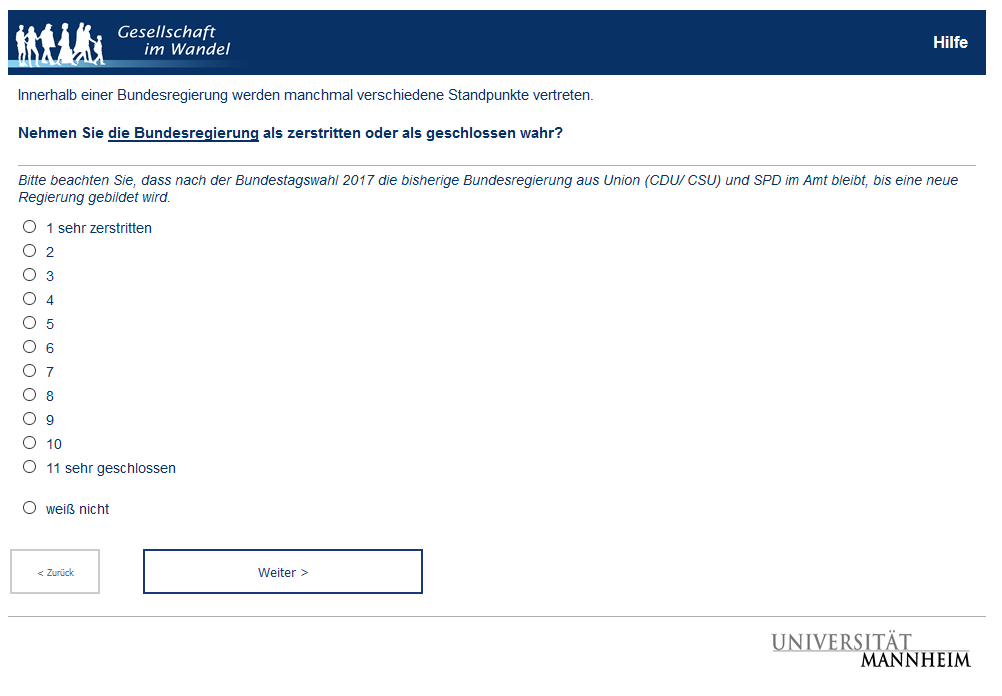 Gesellschaft
im Wandel
Hilfe
Innerhalb einer Bundesregierung werden manchmal verschiedene Standpunkte vertreten.
Nehmen Sie die Bundesregierung als zerstritten oder als geschlossen wahr?
Bitte beachten Sie, dass nach der Bundestagswahl 2017 die bisherige Bundesregierung aus Union (CDU/ CSU) und SPD im Amt bleibt, bis eine neue
Regierung gebildet wird.
1 sehr zerstritten
2
3
4
5
6
7
8
9
10
11 sehr geschlossen
weiß nicht
< Zurück
Weiter >
UNIVERSITÄT
MANNHEIM